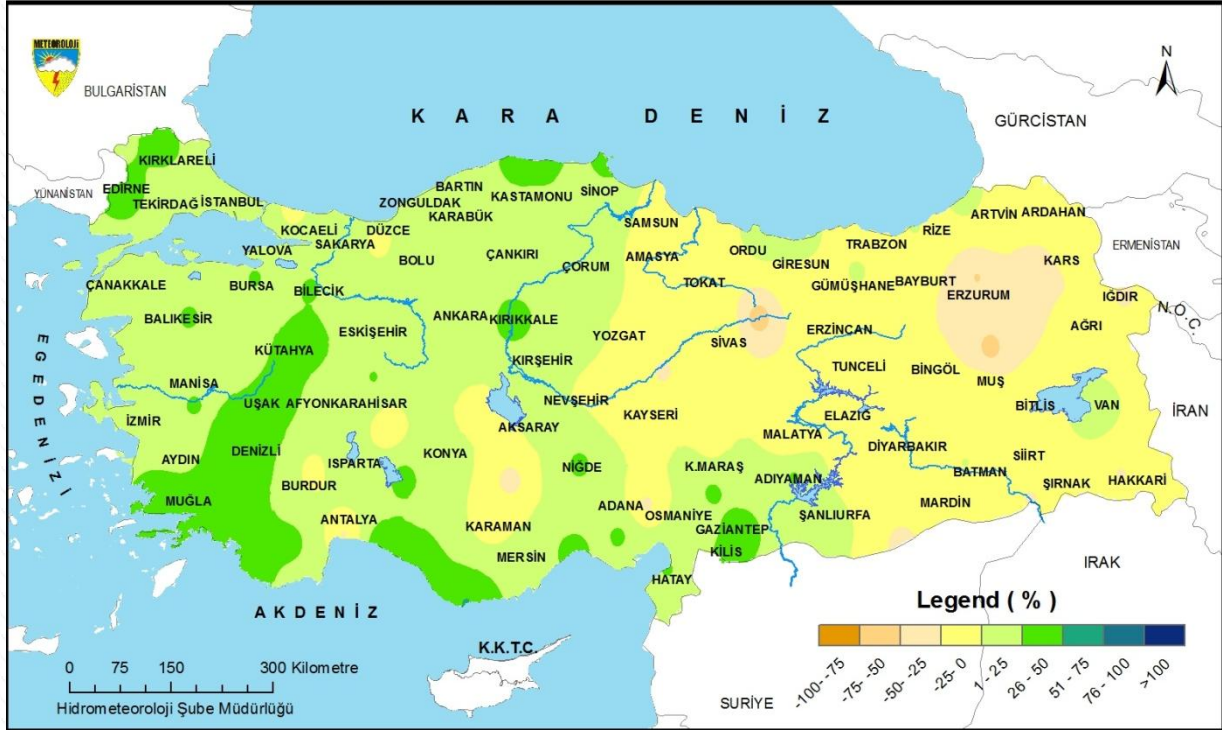 METEOROLOJİ
BULGARİSTAN
N
K A R A D E N İ Z
GÜRCİSTAN
KIRKLARELİ
YÜNANİSTAN
EDİRNE
TEKİRDAĞ
İSTANBUL
BARTIN
KASTAMONU
SİNOP
ZONGULDAK
KARABÜK
SAMSUN
ARTVİN
ARDAHAN
RİZE
KOCAELİ
DÜZCE
SAKARYA
YALOVA
BOLU
ÇANKIRI
ÇORUM
AMASYA
ORDU
GİRESUN
TRABZON
KARS
ERMENİSTAN
ÇANAKKALE
BURSA
BİLECİK
TOKAT
GÜMÜŞHANE
BAYBURT
ERZURUM
IĞDIR
N.Ö.C.
BALIKESİR
ESKİŞEHİR
ANKARA
KIRIKKALE
YOZGAT
SİVAS
ERZİNCAN
AĞRI
KÜTAHYA
KIRŞEHİR
TUNCELİ
BİNGÖL
MUŞ
E G E D E N İ Z İ
MANİSA
UŞAK
AFYONKARAHİSAR
NEVŞEHİR
KAYSERİ
ELAZIĞ
BİTLİS
VAN
İRAN
İZMİR
AKSARAY
MALATYA
DİYARBAKIR
AYDIN
DENİZLİ
ISPARTA
KONYA
NİĞDE
K.MARAŞ
ADIYAMAN
BATMAN
SİİRT
ŞIRNAK
HAKKARİ
BURDUR
MUĞLA
ANTALYA
KARAMAN
ADANA
OSMANİYE
GAZİANTEP
ŞANLIURFA
MARDİN
MERSİN
KİLİS
HATAY
IRAK
A K D E N İ Z
K.K.T.C.
SURİYE
Legend ( % )
-100--75
-75--50
-50--25
-25- 0
1 - 25
26 - 50
51 - 75
76 - 100
>100
0 75 150 300 Kilometre
Hidrometeoroloji Şube Müdürlüğü